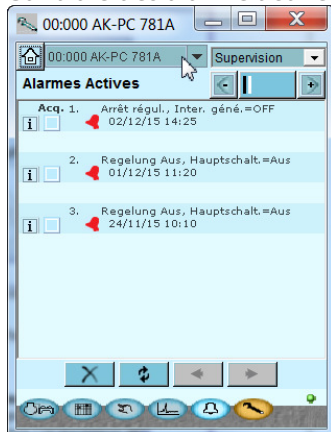 00:000 AK-PC 781A
00:000 AK-PC 781A
Supervision
Alarmes Actives
Acq. 1. Arrêt régul., Inter. géné.=OFF
02/12/15 14:25
2. Regelung Aus, Hauptschalt.=Aus
01/12/15 11:20
3. Regelung Aus, Hauptschalt.=Aus
24/11/15 10:10